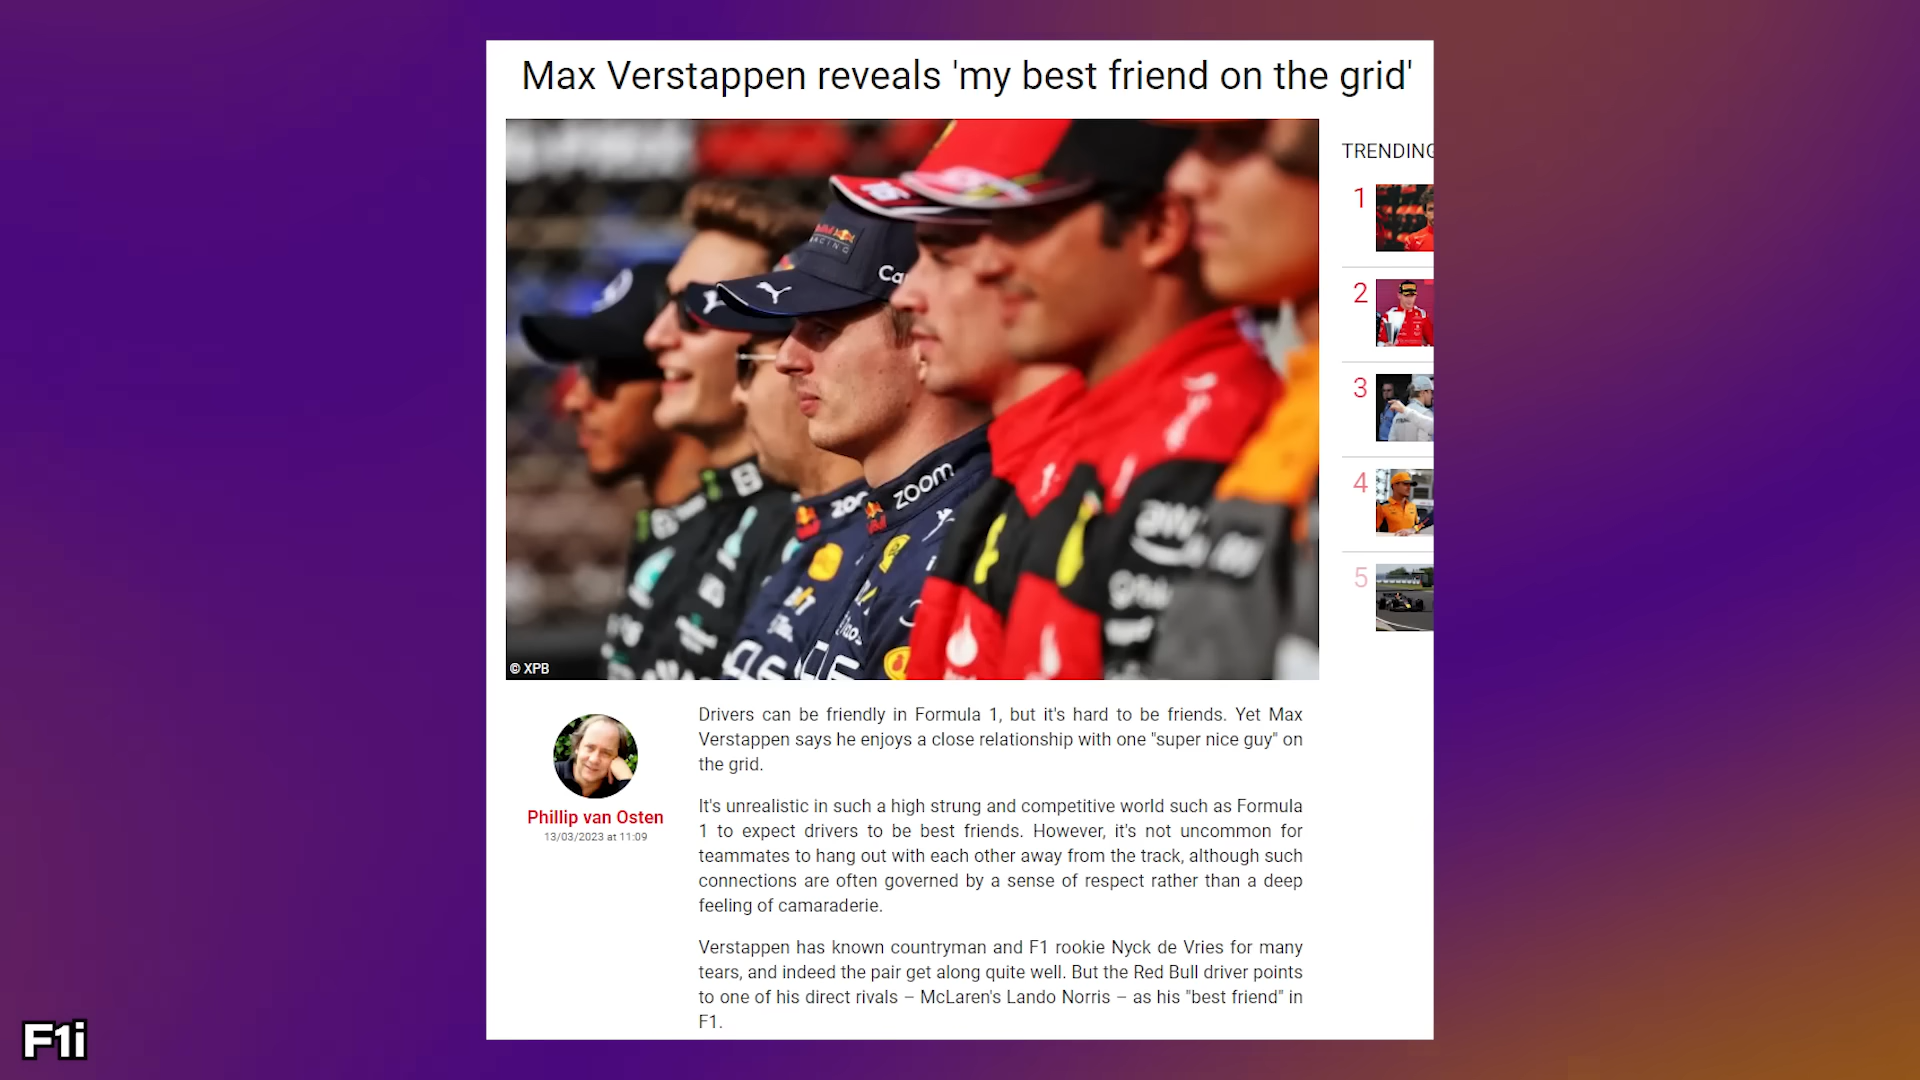 Max Verstappen reveals 'my best friend on the grid'
TRENDING
1
2
3
4
5
RACING
Ca
16
zoom
zoo
aws
© XPB
Phillip van Osten
13/03/2023 at 11:09
Drivers can be friendly in Formula 1, but it's hard to be friends. Yet Max
Verstappen says he enjoys a close relationship with one "super nice guy" on
the grid.
It's unrealistic in such a high strung and competitive world such as Formula
1 to expect drivers to be best friends. However, it's not uncommon for
teammates to hang out with each other away from the track, although such
connections are often governed by a sense of respect rather than a deep
feeling of camaraderie.
Verstappen has known countryman and F1 rookie Nyck de Vries for many
tears, and indeed the pair get along quite well. But the Red Bull driver points
to one of his direct rivals – McLaren's Lando Norris – as his "best friend" in
F1.
F1i